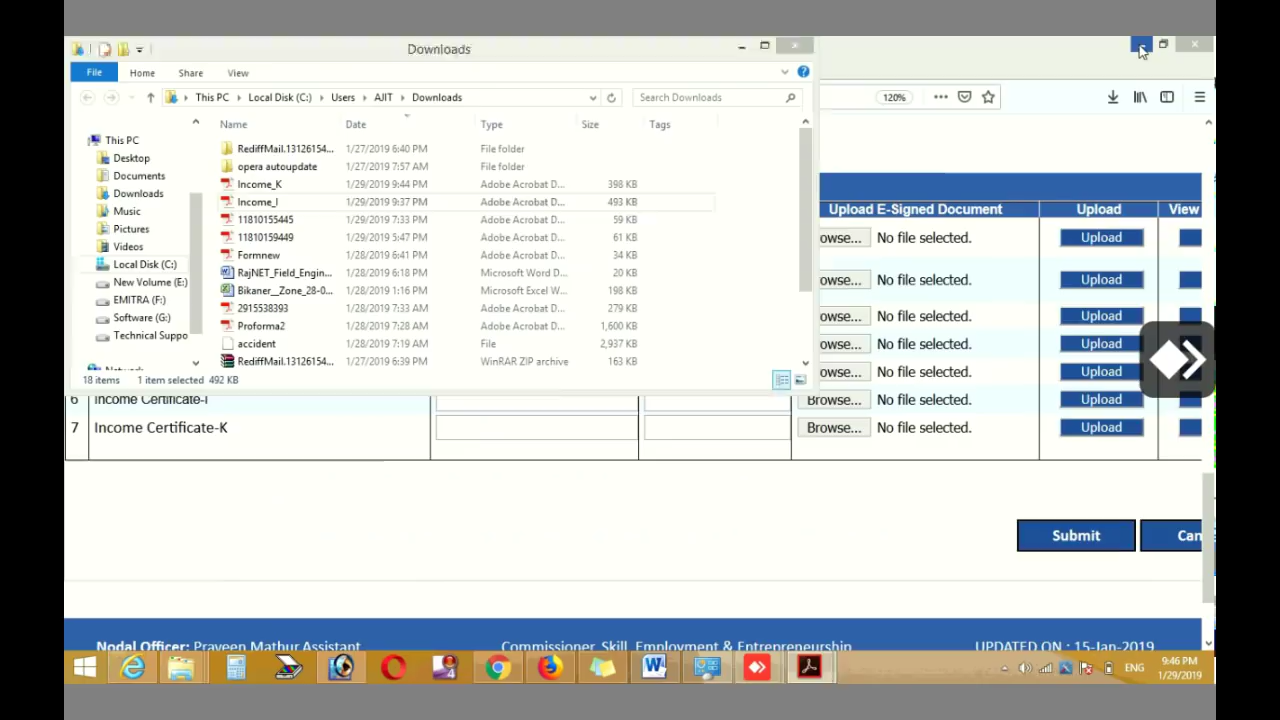 Downloads
File Home Share View
This PC Local Disk (C:) Users AJIT Downloads Search Downloads
120%
Name Date Type Size Tags
This PC
Desktop
Documents
Downloads
Music
Pictures
Videos
Local Disk (C:)
New Volume (E:)
EMITRA (F:)
Software (G:)
Technical Suppo
Network
RediffMail.13126154... 1/27/2019 6:40 PM File folder
opera autoupdate 1/27/2019 7:57 AM File folder
Income_K 1/29/2019 9:44 PM Adobe Acrobat D... 398 KB
Income_I 1/29/2019 9:37 PM Adobe Acrobat D... 493 KB
11810155445 1/29/2019 7:33 PM Adobe Acrobat D... 59 KB
11810159449 1/29/2019 5:47 PM Adobe Acrobat D... 61 KB
Formnew 1/28/2019 6:41 PM Adobe Acrobat D... 34 KB
RajNET_Field_Engin... 1/28/2019 6:18 PM Microsoft Word D... 20 KB
Bikaner__Zone_28-0... 1/28/2019 1:16 PM Microsoft Excel W... 198 KB
2915538393 1/28/2019 7:33 AM Adobe Acrobat D... 279 KB
Proforma2 1/28/2019 7:28 AM Adobe Acrobat D... 1,600 KB
accident 1/28/2019 7:19 AM File 2,937 KB
RediffMail.13126154... 1/27/2019 6:39 PM WinRAR ZIP archive 163 KB
18 items 1 item selected 492 KB
Upload E-Signed Document Upload View
owse... No file selected. Upload
owse... No file selected. Upload
owse... No file selected. Upload
owse... No file selected. Upload
owse... No file selected. Upload
6 Income Certificate-I Browse... No file selected. Upload
7 Income Certificate-K Browse... No file selected. Upload
Submit Can
Nodal Officer: Praveen Mathur Assistant Commissioner, Skill, Employment & Entrepreneurship UPDATED ON : 15-Jan-2019
4
ENG
9:46 PM
1/29/2019